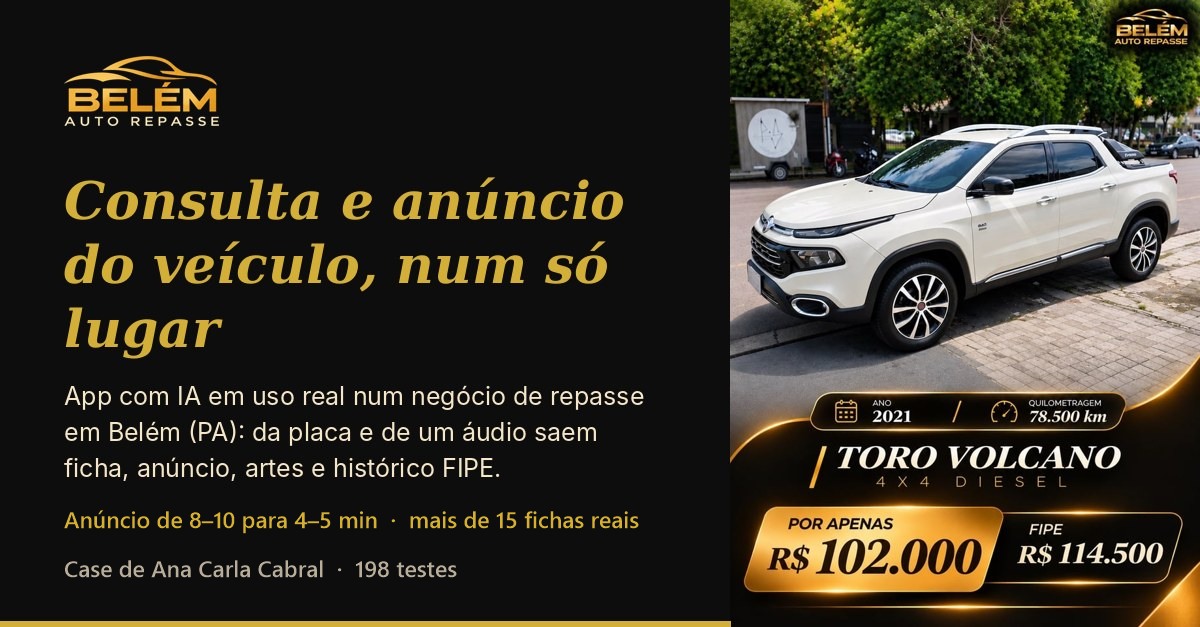 BELÉM
AUTO REPASSE
Consulta e anúncio
do veículo, num só
lugar
App com IA em uso real num negócio de repasse
em Belém (PA): da placa e de um áudio saem
ficha, anúncio, artes e histórico FIPE.
Anúncio de 8–10 para 4–5 min · mais de 15 fichas reais
Case de Ana Carla Cabral · 198 testes
BELÉM
AUTO REPASSE
ANO
2021
/
QUILOMETRAGEM
78.500 km
TORO VOLCANO
4X4 DIESEL
POR APENAS
R$ 102.000
FIPE
R$ 114.500